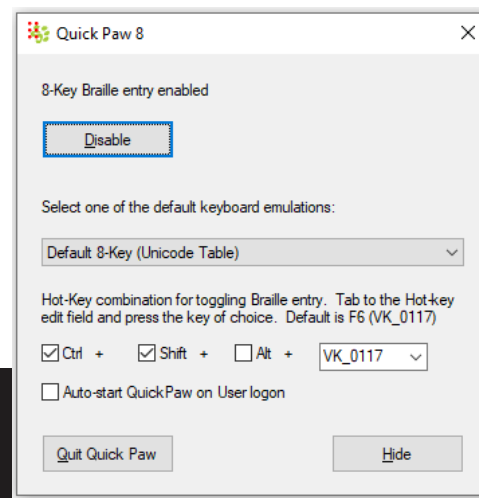 Quick Paw 8
8-Key Braille entry enabled
Disable
Select one of the default keyboard emulations:
Default 8-Key (Unicode Table)
Hot-Key combination for toggling Braille entry.  Tab to the Hot-key
edit field and press the key of choice.  Default is F6 (VK_0117)
Ctrl + Shift + Alt + VK_0117
Auto-start QuickPaw on User logon
Quit Quick Paw Hide